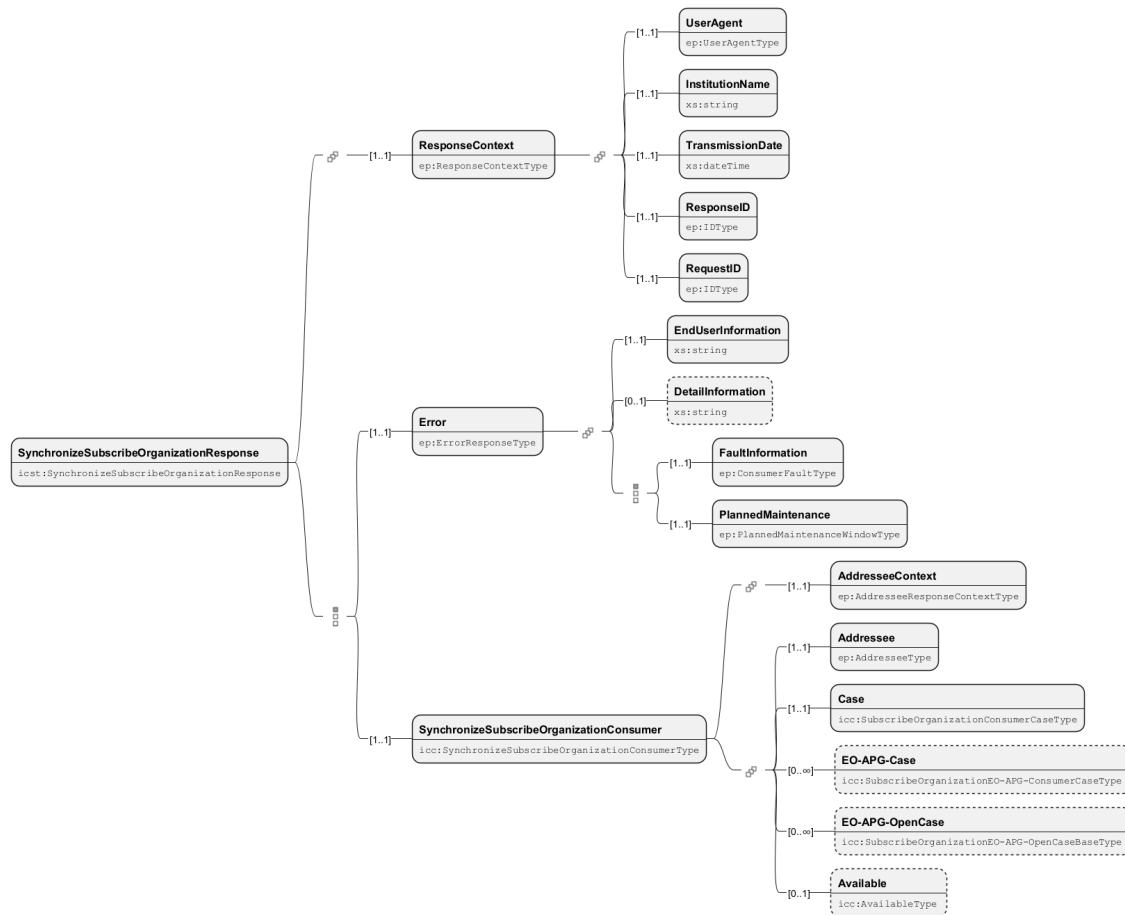 UserAgent
[1..1]
ep:UserAgentType
InstitutionName
[1..1]
xs:string
ResponseContext
[1..1]
ep:ResponseContextType
TransmissionDate
[1..1]
xs:dateTime
ResponseID
[1..1]
ep:IDType
RequestID
[1..1]
ep:IDType
EndUserInformation
[1..1]
xs:string
DetailInformation
[0..1]
xs:string
Error
[1..1]
ep:ErrorResponseType
SynchronizeSubscribeOrganizationResponse
icst:SynchronizeSubscribeOrganizationResponse
FaultInformation
[1..1]
ep:ConsumerFaultType
PlannedMaintenance
[1..1]
ep:PlannedMaintenanceWindowType
AddresseeContext
[1..1]
ep:AddresseeResponseContextType
Addressee
[1..1]
ep:AddresseeType
Case
[1..1]
icc:SubscribeOrganizationConsumerCaseType
SynchronizeSubscribeOrganizationConsumer
[1..1]
icc:SynchronizeSubscribeOrganizationConsumerType
EO-APG-Case
[0..∞]
icc:SubscribeOrganizationEO-APG-ConsumerCaseType
EO-APG-OpenCase
[0..∞]
icc:SubscribeOrganizationEO-APG-OpenCaseBaseType
Available
[0..1]
icc:AvailableType